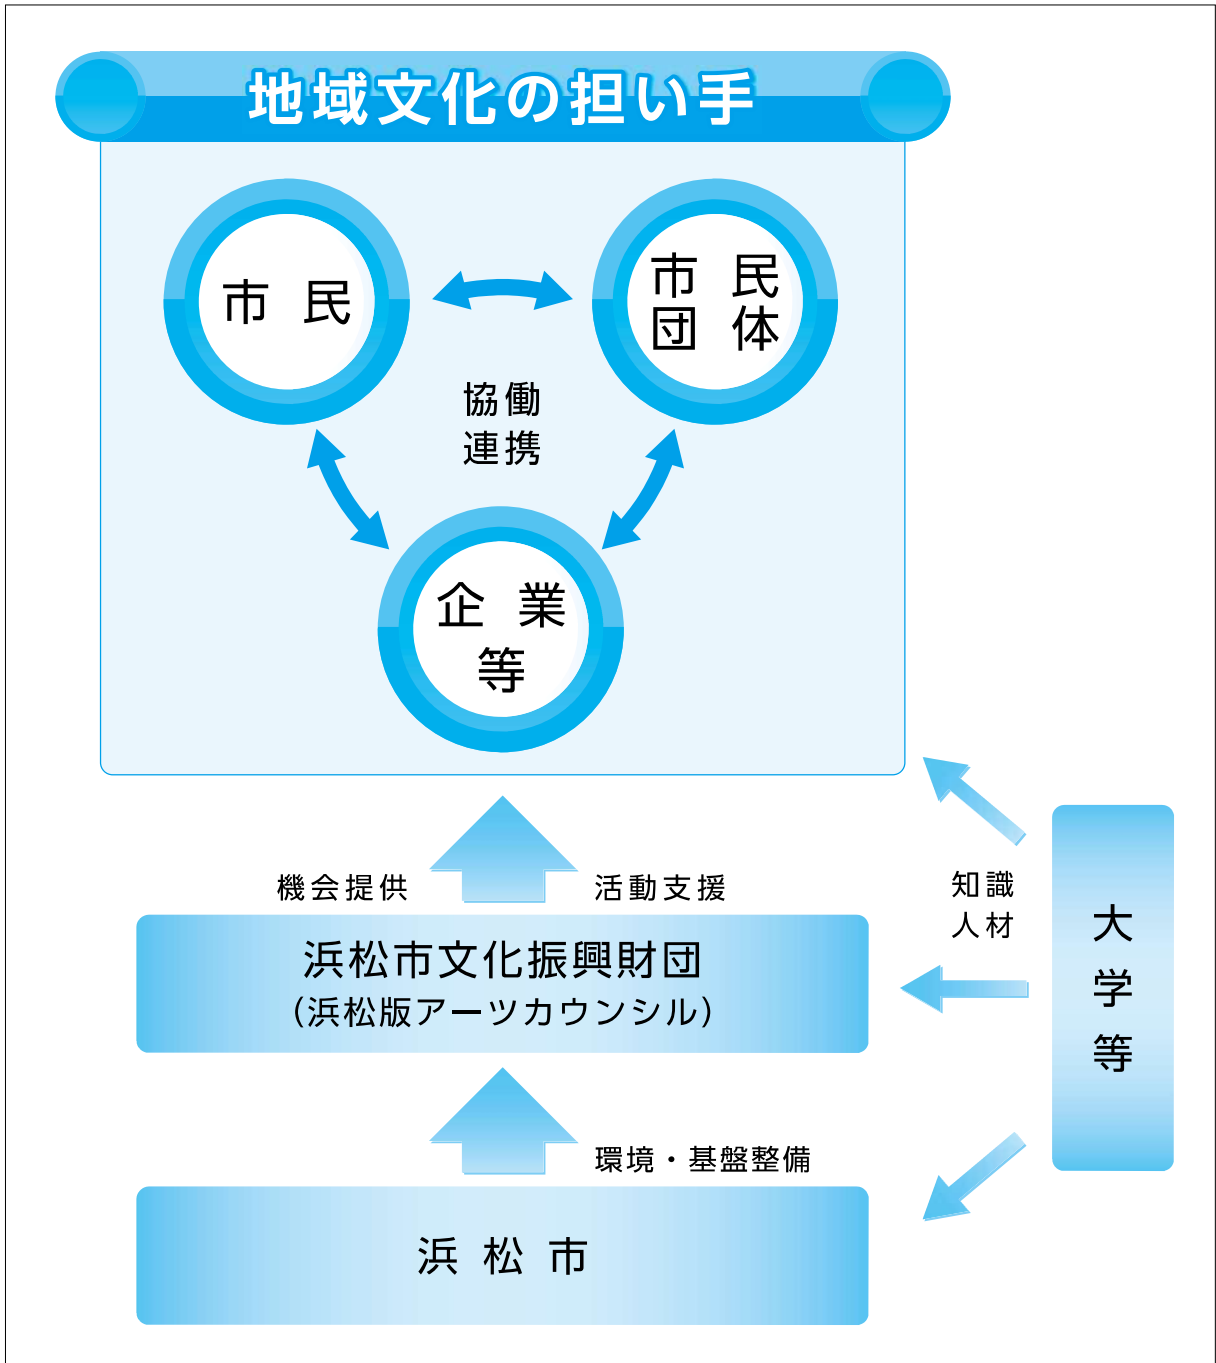 地域文化の担い手
市民
市民
団体
協働
連携
企業
等
機会提供
活動支援
知識
人材
大学等
浜松市文化振興財団
(浜松版アーツカウンシル)
環境・基盤整備
浜松市